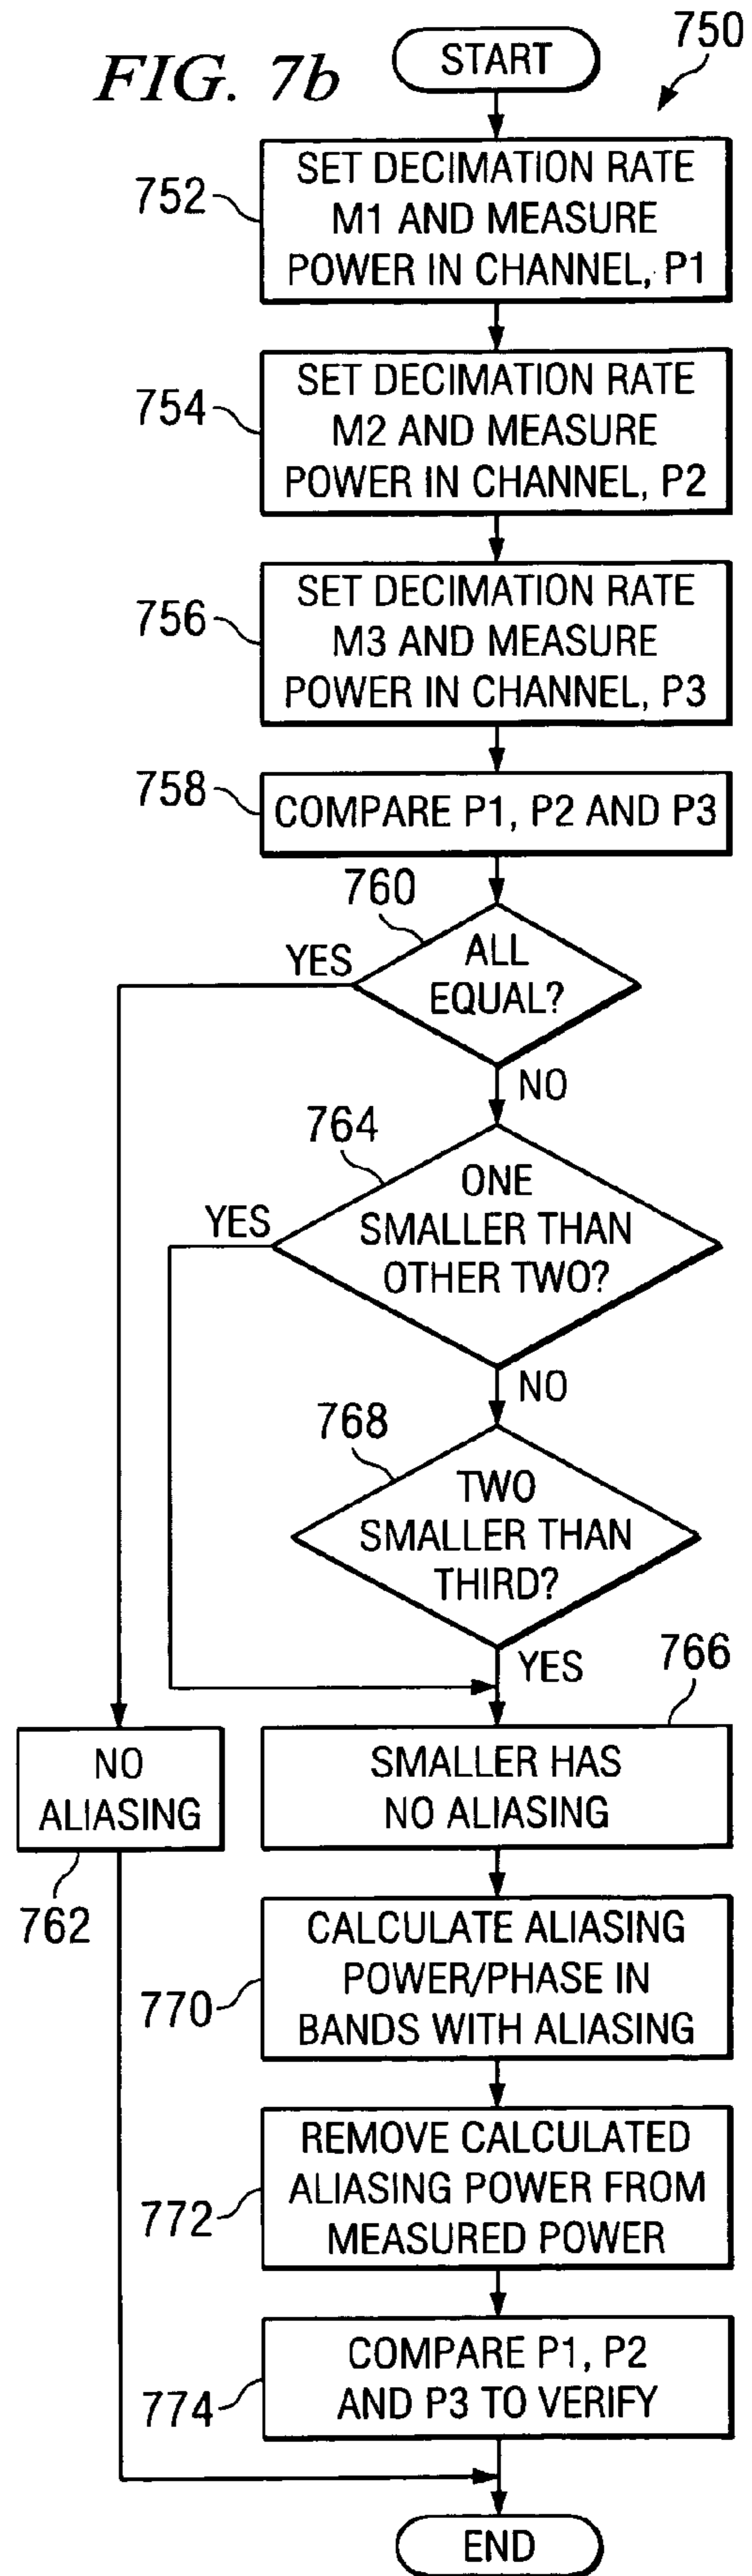 FIG. 7b
START
750
752
SET DECIMATION RATE
M1 AND MEASURE
POWER IN CHANNEL, P1
754
SET DECIMATION RATE
M2 AND MEASURE
POWER IN CHANNEL, P2
756
SET DECIMATION RATE
M3 AND MEASURE
POWER IN CHANNEL, P3
758
COMPARE P1, P2 AND P3
760
YES
ALL
EQUAL?
NO
764
YES
ONE
SMALLER THAN
OTHER TWO?
NO
768
TWO
SMALLER THAN
THIRD?
YES
766
NO
ALIASING
762
SMALLER HAS
NO ALIASING
770
CALCULATE ALIASING
POWER/PHASE IN
BANDS WITH ALIASING
772
REMOVE CALCULATED
ALIASING POWER FROM
MEASURED POWER
774
COMPARE P1, P2
AND P3 TO VERIFY
END